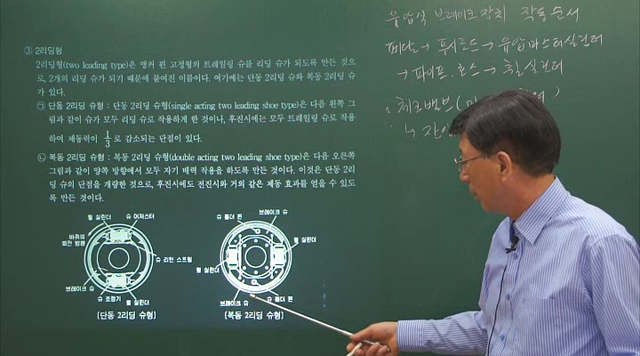 ③ 2리딩형
2리딩형(two leading type)은 앵커 핀 고정형의 트레일링 슈를 리딩 슈가 되도록 만든 것으
로, 2개의 리딩 슈가 되기 때문에 붙여진 이름이다. 여기에는 단동 2리딩 슈와 복동 2리딩 슈
가 있다.
㉠ 단동 2리딩 슈형 : 단동 2리딩 슈형(single acting two leading shoe type)은 다음 왼쪽 그
림과 같이 슈가 모두 리딩 슈로 작용하게 한 것이나, 후진시에는 모두 트레일링 슈로 작용
하여 제동력이 1/3로 감소되는 단점이 있다.
㉡ 복동 2리딩 슈형 : 복동 2리딩 슈형(double acting two leading shoe type)은 다음 오른쪽
그림과 같이 양쪽 방향에서 모두 자기 배력 작용을 하도록 만든 것이다. 이것은 단동 2리
딩 슈의 단점을 개량한 것으로, 후진시에도 전진시와 거의 같은 제동 효과를 얻을 수 있도
록 만든 것이다.
휠 실린더 슈 어저스터
바퀴의
회전 방향
슈 리턴 스프링
브레이크 슈
슈 조정기 휠 실린더
[단동 2리딩 슈형]
슈 홀더 핀 브레이크 슈
휠 실린더
휠 실린더
브레이크 슈 슈 홀더 핀
[복동 2리딩 슈형]
유압식 브레이크 장치 작동순서
페달→푸시로드→유압마스터실린더
→파이프.호스→휠실린더
체크밸브(